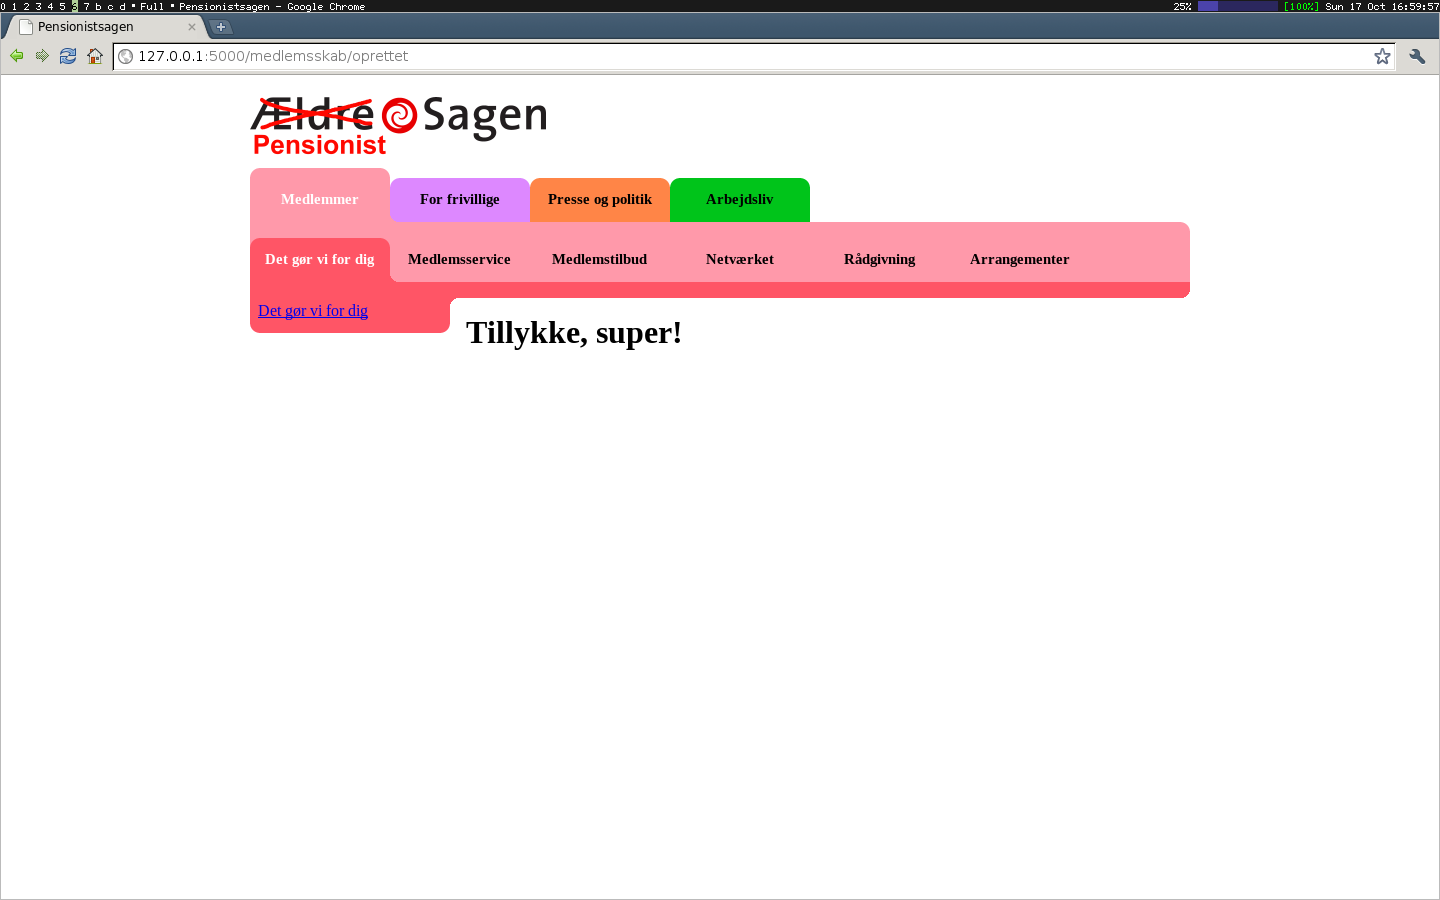 0 1 2 3 4 5 6 7 b c d ▪ Full ▪ Pensionistsagen - Google Chrome 25% [100%] Sun 17 Oct 16:59:57
Pensionistsagen
127.0.0.1:5000/medlemsskab/oprettet
Ældre Sagen
Pensionist
Medlemmer For frivillige Presse og politik Arbejdsliv
Det gør vi for dig Medlemsservice Medlemstilbud Netværket Rådgivning Arrangementer
Det gør vi for dig
Tillykke, super!